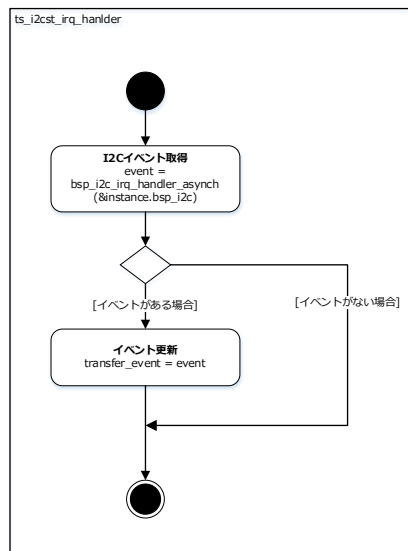 ts_i2cst_irq_hanlder
I2Cイベント取得
event =
bsp_i2c_irq_handler_asynch
(&instance.bsp_i2c)
[イベントがある場合]
[イベントがない場合]
イベント更新
transfer_event = event